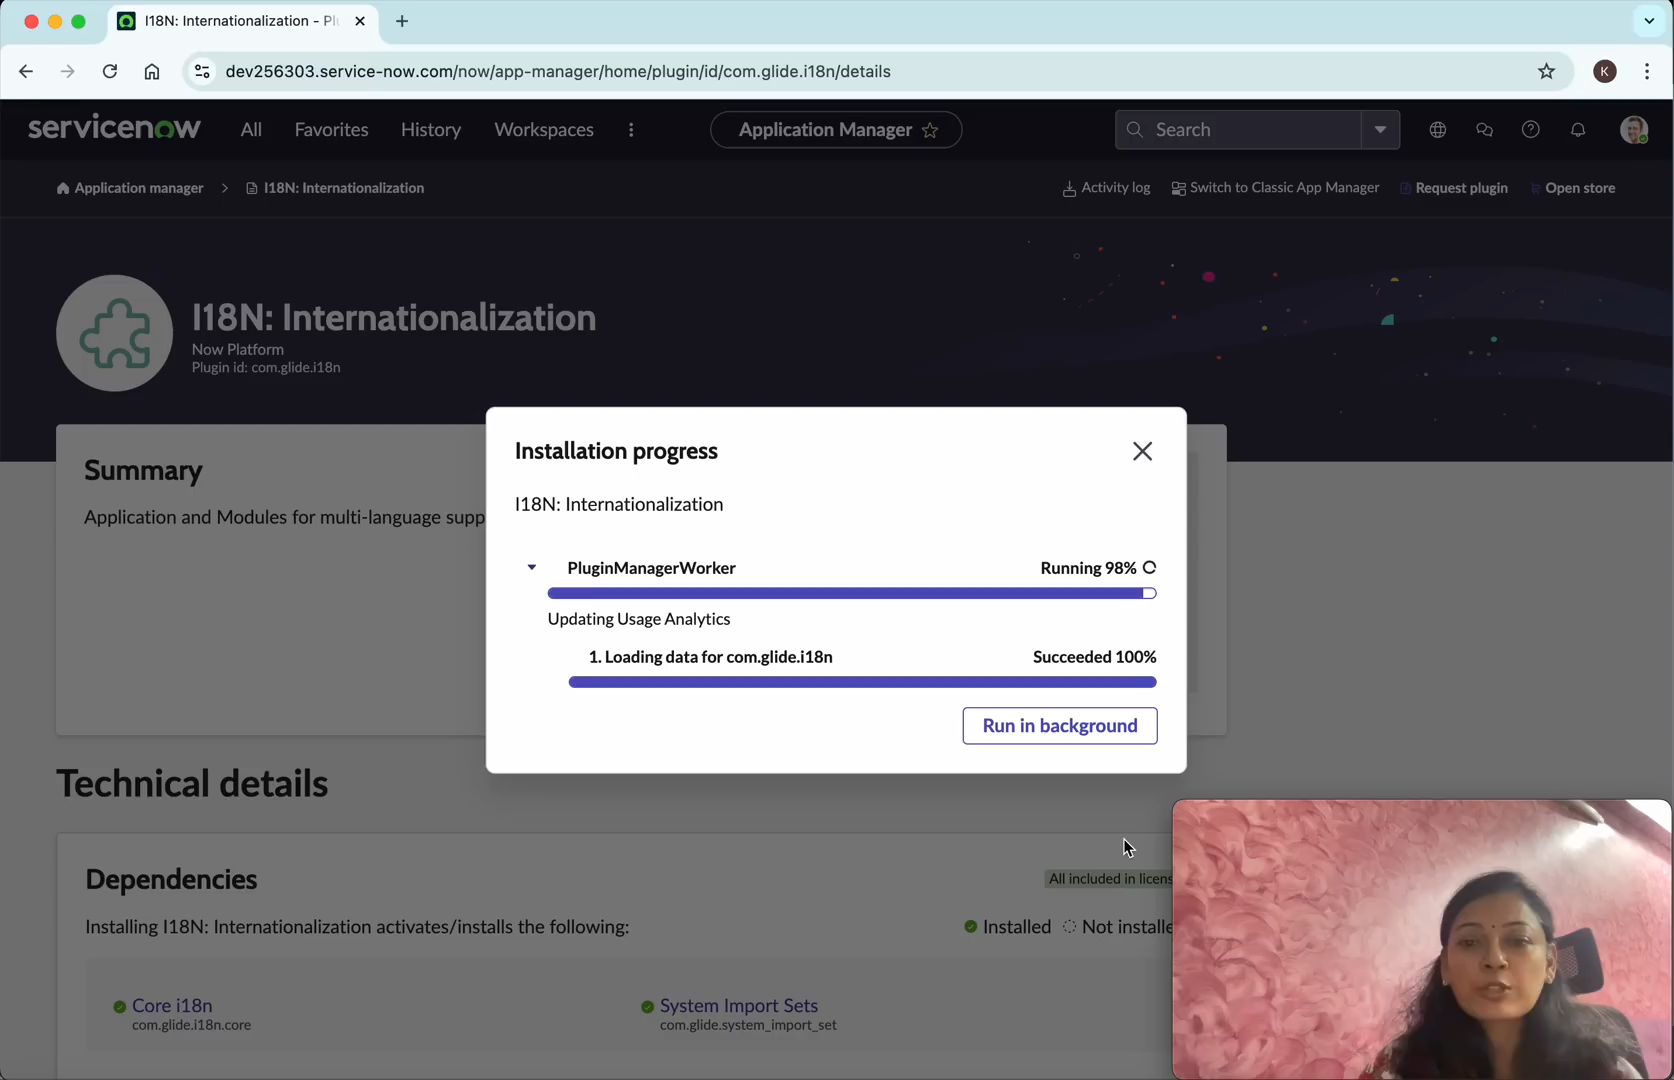 I18N: Internationalization - Plu
dev256303.service-now.com/now/app-manager/home/plugin/id/com.glide.i18n/details
K
servicenow
All
Favorites
History
Workspaces
Application Manager
Search
Application manager
I18N: Internationalization
Activity log
Switch to Classic App Manager
Request plugin
Open store
I18N: Internationalization
Now Platform
Plugin id: com.glide.i18n
Summary
Application and Modules for multi-language supp
Installation progress
I18N: Internationalization
PluginManagerWorker
Running 98%
Updating Usage Analytics
1. Loading data for com.glide.i18n
Succeeded 100%
Run in background
Technical details
Dependencies
All included in licens
Installing I18N: Internationalization activates/installs the following:
Installed
Not installe
Core i18n
com.glide.i18n.core
System Import Sets
com.glide.system_import_set